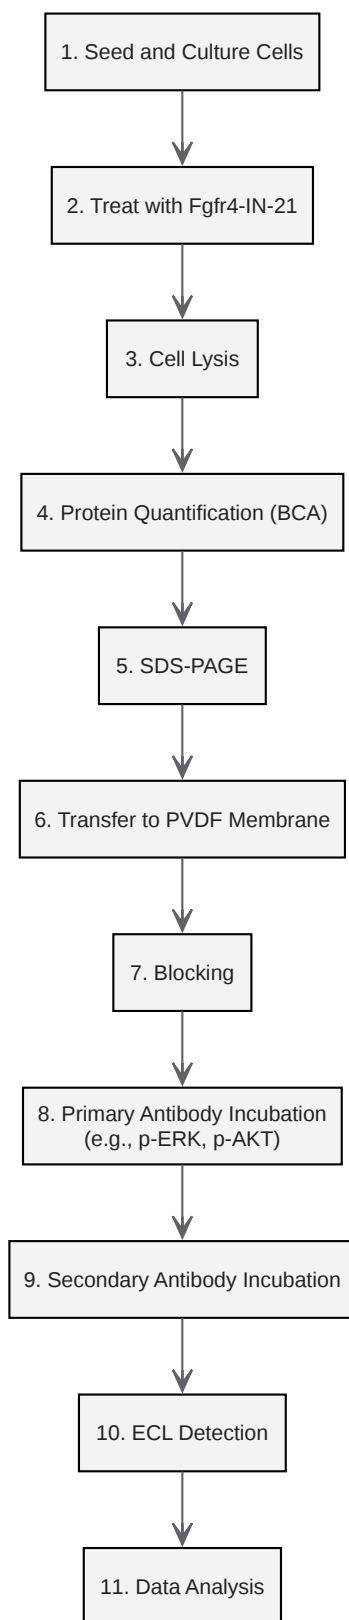 1. Seed and Culture Cells
2. Treat with Fgfr4-IN-21
3. Cell Lysis
4. Protein Quantification (BCA)
5. SDS-PAGE
6. Transfer to PVDF Membrane
7. Blocking
8. Primary Antibody Incubation
(e.g., p-ERK, p-AKT)
9. Secondary Antibody Incubation
10. ECL Detection
11. Data Analysis